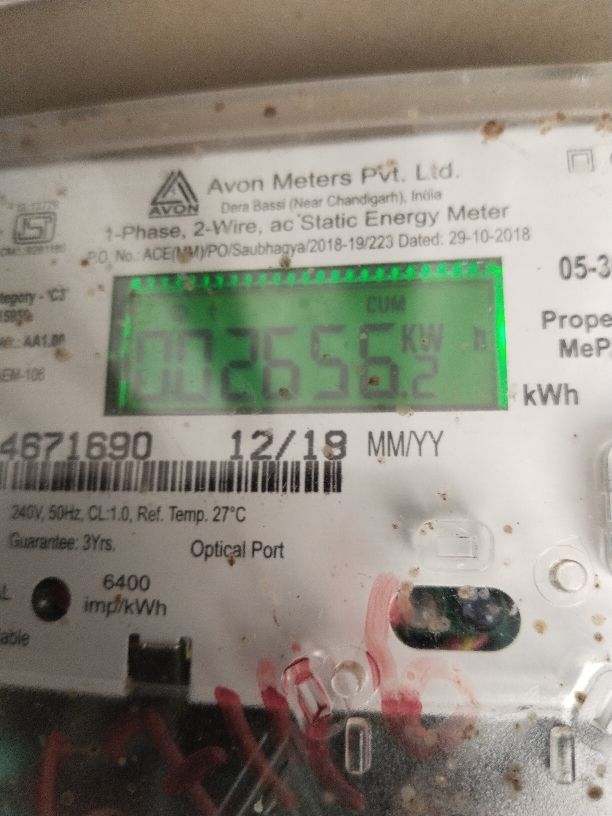 Avon Meters Pvt. Ltd.
AVON
Dera Bassi (Near Chandigarh), India
1-Phase, 2-Wire, ac Static Energy Meter
P.O. No.: ACE(MM)/PO/Saubhagya/2018-19/223 Dated: 29-10-2018
05-3
CUM
002656.2 KW h
kWh
Prope
MeP
tegory - 'C3'
4671690 12/18 MM/YY
240V, 50Hz, CL:1.0, Ref. Temp. 27°C
Guarantee: 3Yrs.
Optical Port
6400
imp/kWh